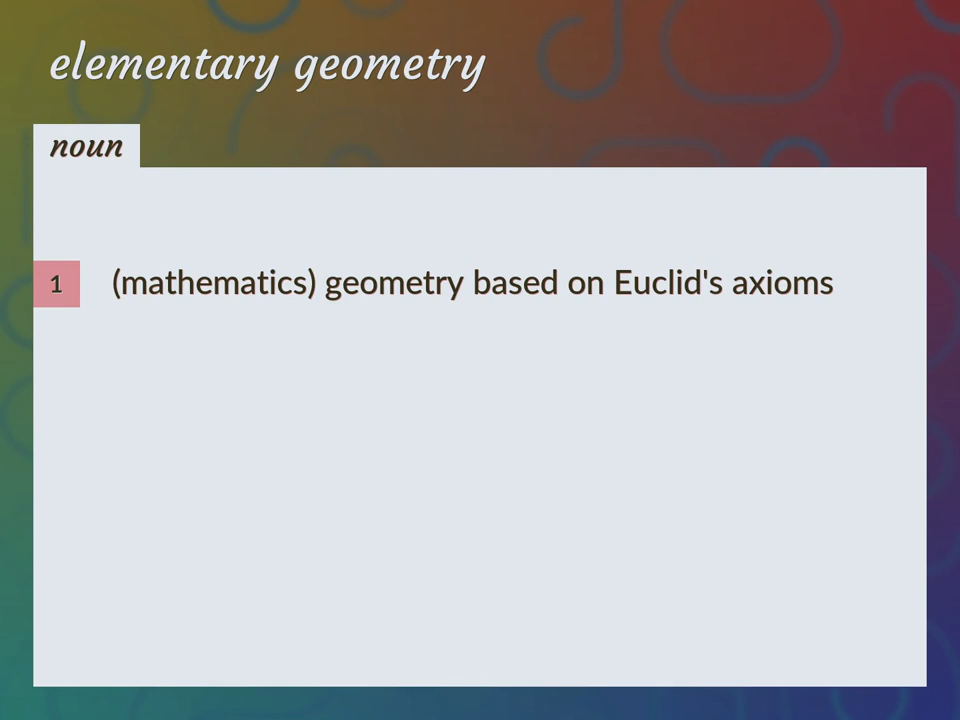 elementary geometry
noun
1 (mathematics) geometry based on Euclid's axioms